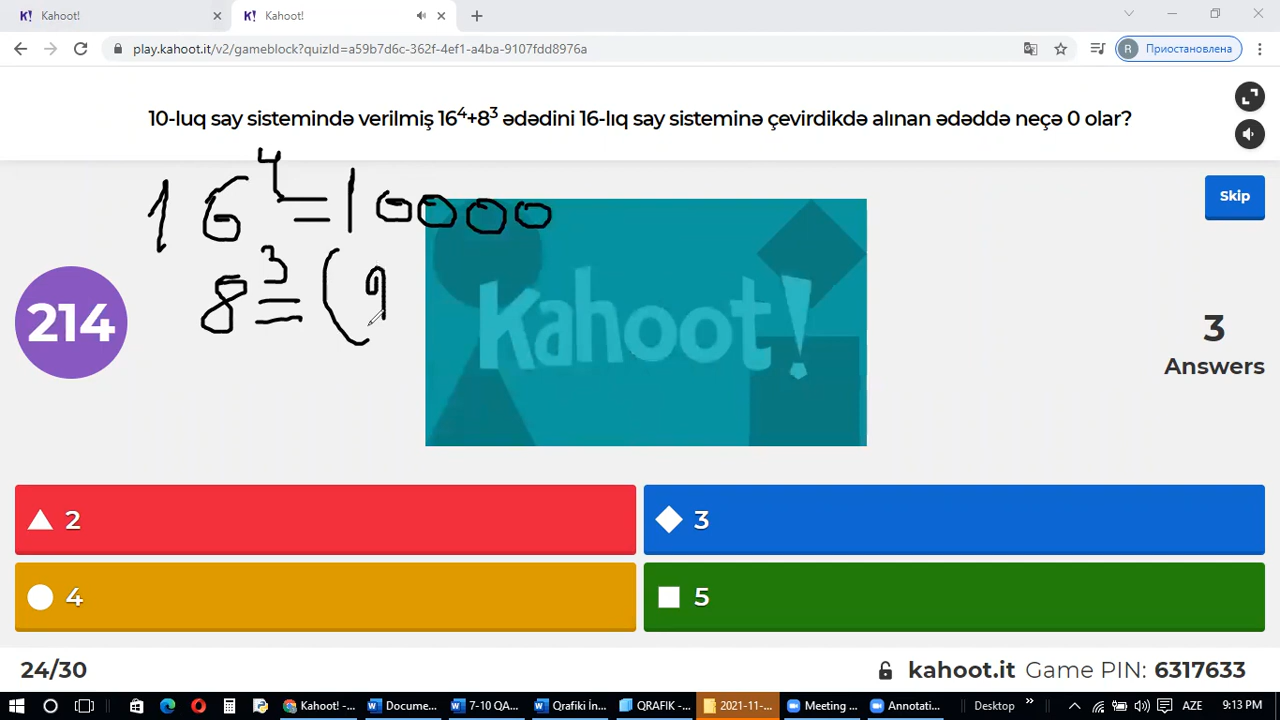 Kahoot!
Kahoot!
play.kahoot.it/v2/gameblock?quizId=a59b7d6c-362f-4ef1-a4ba-9107fdd8976a
R Приостановлена
10-luq say sistemində verilmiş 16⁴+8³ ədədini 16-lıq say sisteminə çevirdikdə alınan ədəddə neçə 0 olar?
Skip
16⁴=10000
8³=(
Kahoot!
214
3
Answers
2
3
4
5
24/30
kahoot.it Game PIN: 6317633
Kahoot! -...
Docume...
7-10 QA...
Qrafiki İn...
QRAFIK -...
2021-11-...
Meeting ...
Annotati...
Desktop
AZE
9:13 PM